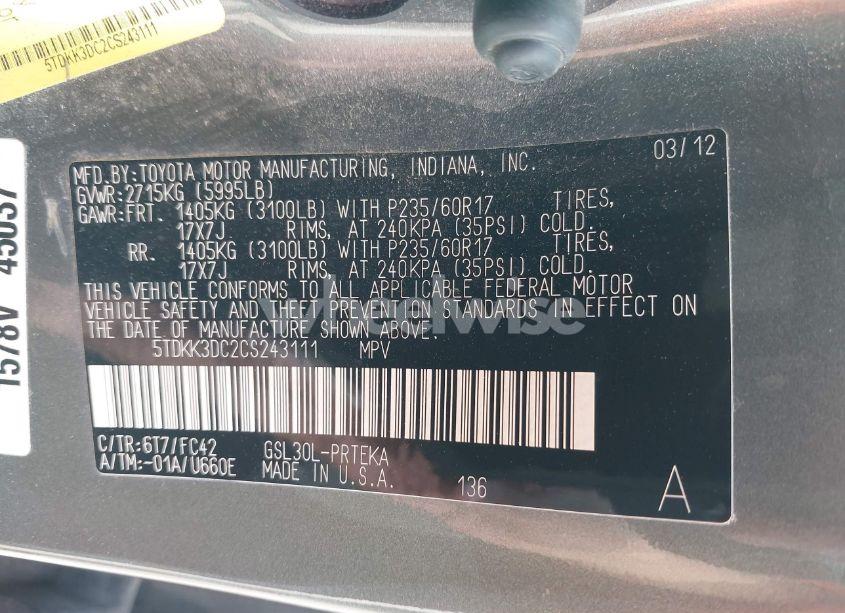 5TDKK3DC2CS243111
1578V 45037
MFD.BY:TOYOTA MOTOR MANUFACTURING, INDIANA, INC. 03/12
GVWR:2715KG (5995LB)
GAWR:FRT. 1405KG (3100LB) WITH P235/60R17 TIRES,
17X7J RIMS, AT 240KPA (35PSI) COLD.
RR. 1405KG (3100LB) WITH P235/60R17 TIRES,
17X7J RIMS, AT 240KPA (35PSI) COLD.
THIS VEHICLE CONFORMS TO ALL APPLICABLE FEDERAL MOTOR
VEHICLE SAFETY AND THEFT PREVENTION STANDARDS IN EFFECT ON
THE DATE OF MANUFACTURE SHOWN ABOVE.
5TDKK3DC2CS243111 MPV
C/TR:6T7/FC42 GSL30L-PRTEKA
A/TM:-01A/U660E MADE IN U.S.A. 136 A
wheelwise